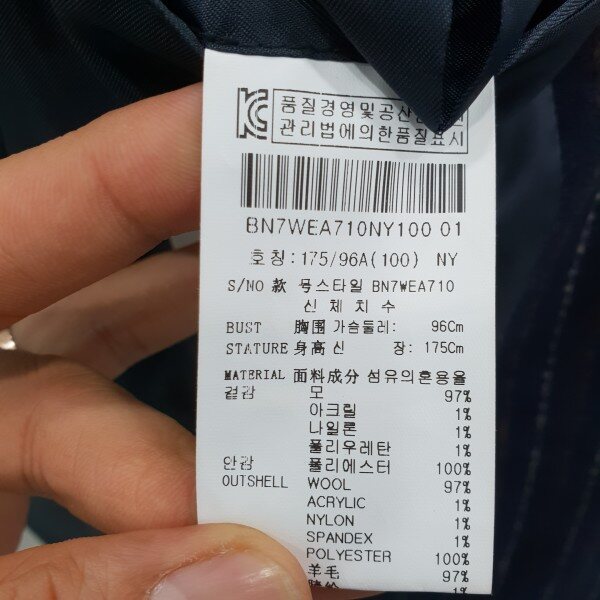 품질경영및공산
관리법에의한품질표시
BN7WEA710NY100 01
호칭:175/96A(100) NY
S/NO 款 号스타일 BN7WEA710
신체치수
BUST 胸围 가슴둘레: 96Cm
STATURE 身高 신 장: 175Cm
MATERIAL 面料成分 섬유의혼용율
겉감 모 97%
아크릴 1%
나일론 1%
폴리우레탄 1%
안감 폴리에스터 100%
OUTSHELL WOOL 97%
ACRYLIC 1%
NYLON 1%
SPANDEX 1%
POLYESTER 100%
羊毛 97%
1%